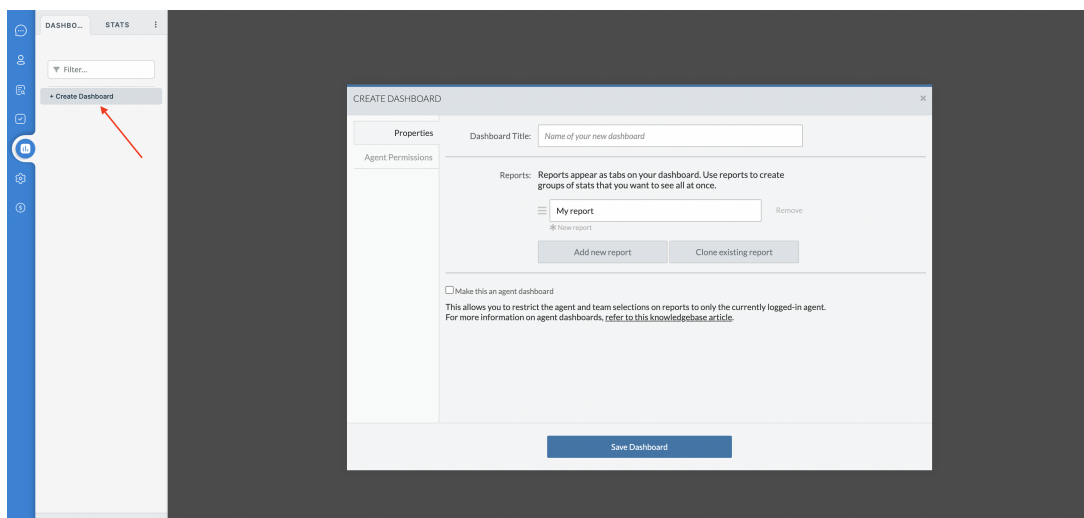 DASHBO...
STATS
Filter...
+ Create Dashboard
CREATE DASHBOARD
×
Properties
Agent Permissions
Dashboard Title:
Name of your new dashboard
Reports:
Reports appear as tabs on your dashboard. Use reports to create
groups of stats that you want to see all at once.
My report
Remove
✱ New report
Add new report
Clone existing report
Make this an agent dashboard
This allows you to restrict the agent and team selections on reports to only the currently logged-in agent.
For more information on agent dashboards, refer to this knowledgebase article.
Save Dashboard